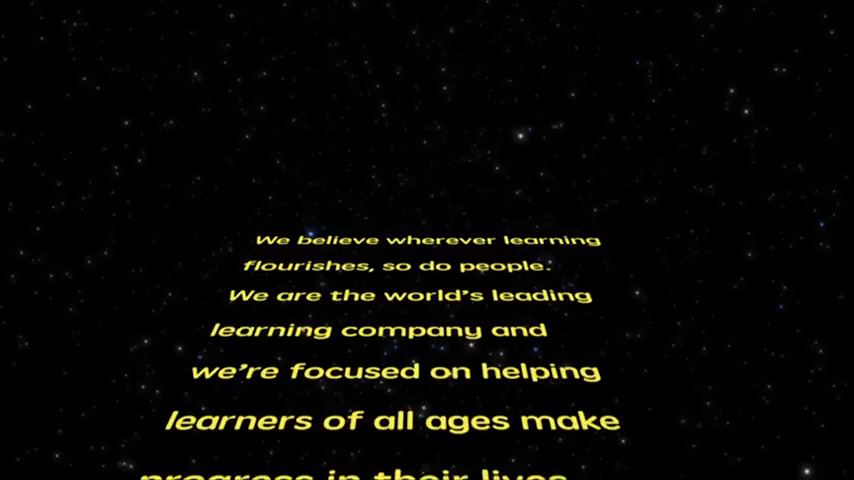 We believe wherever learning
flourishes, so do people.
We are the world's leading
learning company and
we're focused on helping
learners of all ages make
progress in their lives